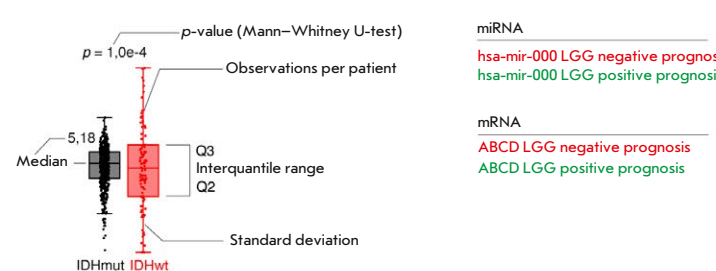 p-value (Mann–Whitney U-test)
p = 1,0e-4
Observations per patient
5,18
Median
Q3
Interquantile range
Q2
Standard deviation
IDHmut IDHwt
miRNA
hsa-mir-000 LGG negative prognos
hsa-mir-000 LGG positive prognosi
mRNA
ABCD LGG negative prognosis
ABCD LGG positive prognosis